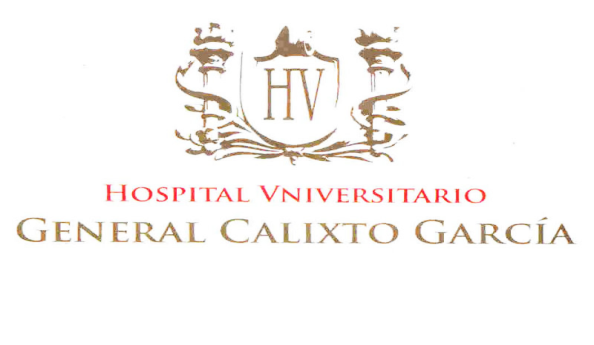 HV
HOSPITAL VNIVERSITARIO
GENERAL CALIXTO GARCÍA